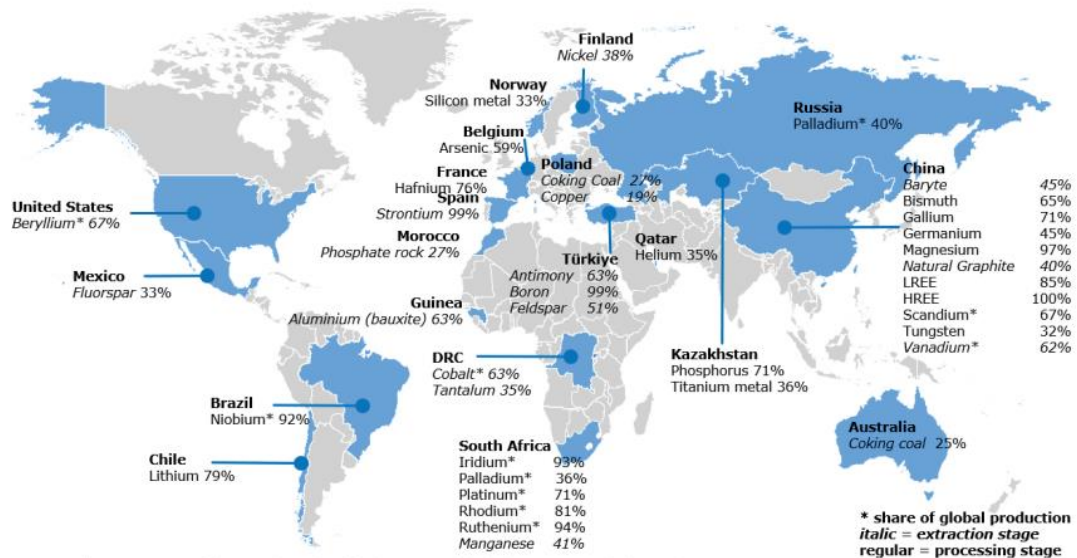 Finland
Nickel 38%
Norway
Silicon metal 33%
Russia
Palladium* 40%
Belgium
Arsenic 59%
France
Hafnium 76%
Poland
Coking Coal 27%
Copper 19%
Spain
Strontium 99%
China
Baryte 45%
Bismuth 65%
Gallium 71%
Germanium 45%
Magnesium 97%
Natural Graphite 40%
LREE 85%
HREE 100%
Scandium* 67%
Tungsten 32%
Vanadium* 62%
United States
Beryllium* 67%
Morocco
Phosphate rock 27%
Qatar
Helium 35%
Türkiye
Antimony 63%
Boron 99%
Feldspar 51%
Mexico
Fluorspar 33%
Guinea
Aluminium (bauxite) 63%
DRC
Cobalt* 63%
Tantalum 35%
Kazakhstan
Phosphorus 71%
Titanium metal 36%
Brazil
Niobium* 92%
Australia
Coking coal 25%
Chile
Lithium 79%
South Africa
Iridium* 93%
Palladium* 36%
Platinum* 71%
Rhodium* 81%
Ruthenium* 94%
Manganese 41%
* share of global production
italic = extraction stage
regular = processing stage